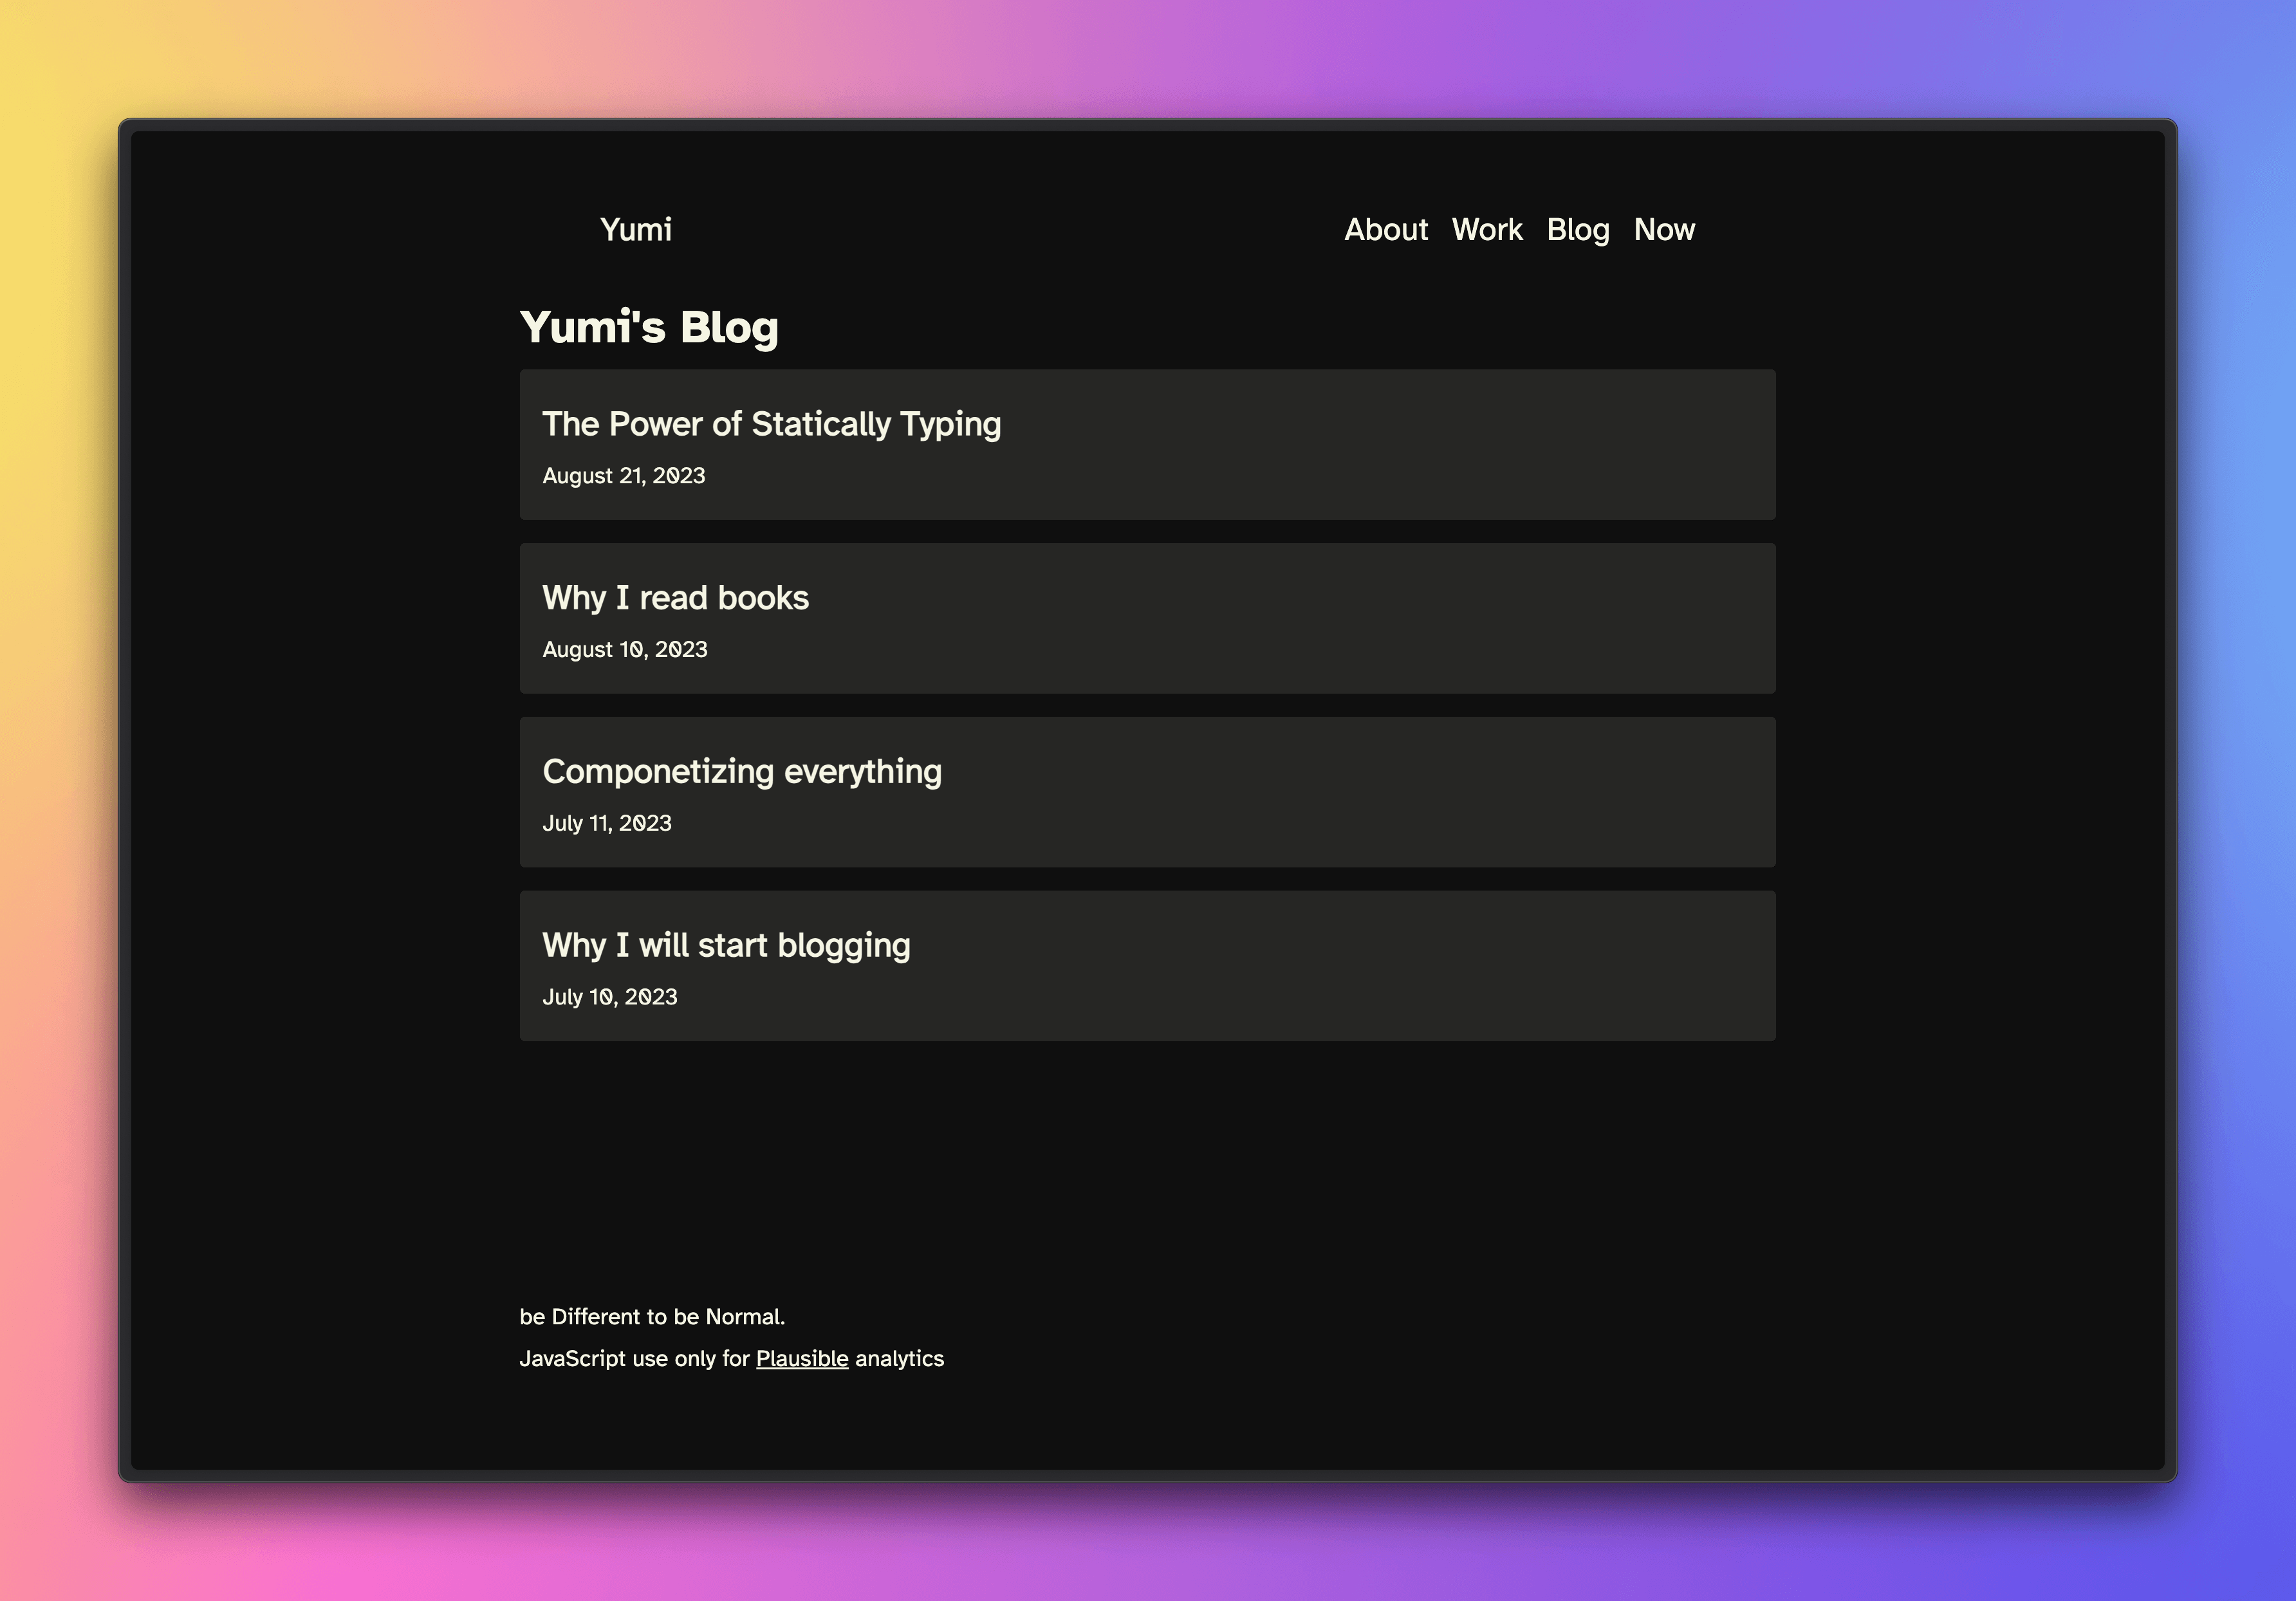 Yumi
About Work Blog Now
Yumi's Blog
The Power of Statically Typing
August 21, 2023
Why I read books
August 10, 2023
Componetizing everything
July 11, 2023
Why I will start blogging
July 10, 2023
be Different to be Normal.
JavaScript use only for Plausible analytics